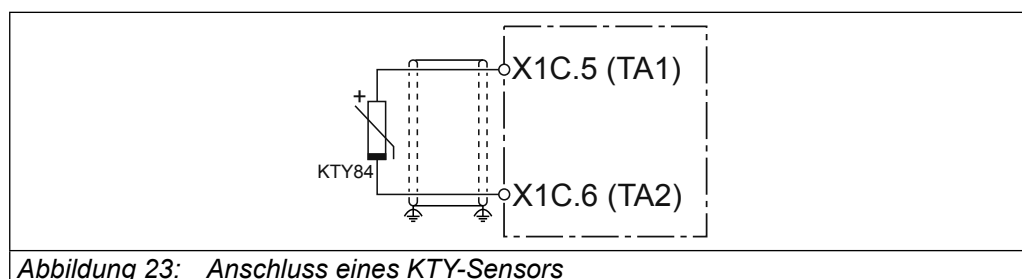 X1C.5 (TA1)
+
KTY84
X1C.6 (TA2)
Abbildung 23: Anschluss eines KTY-Sensors